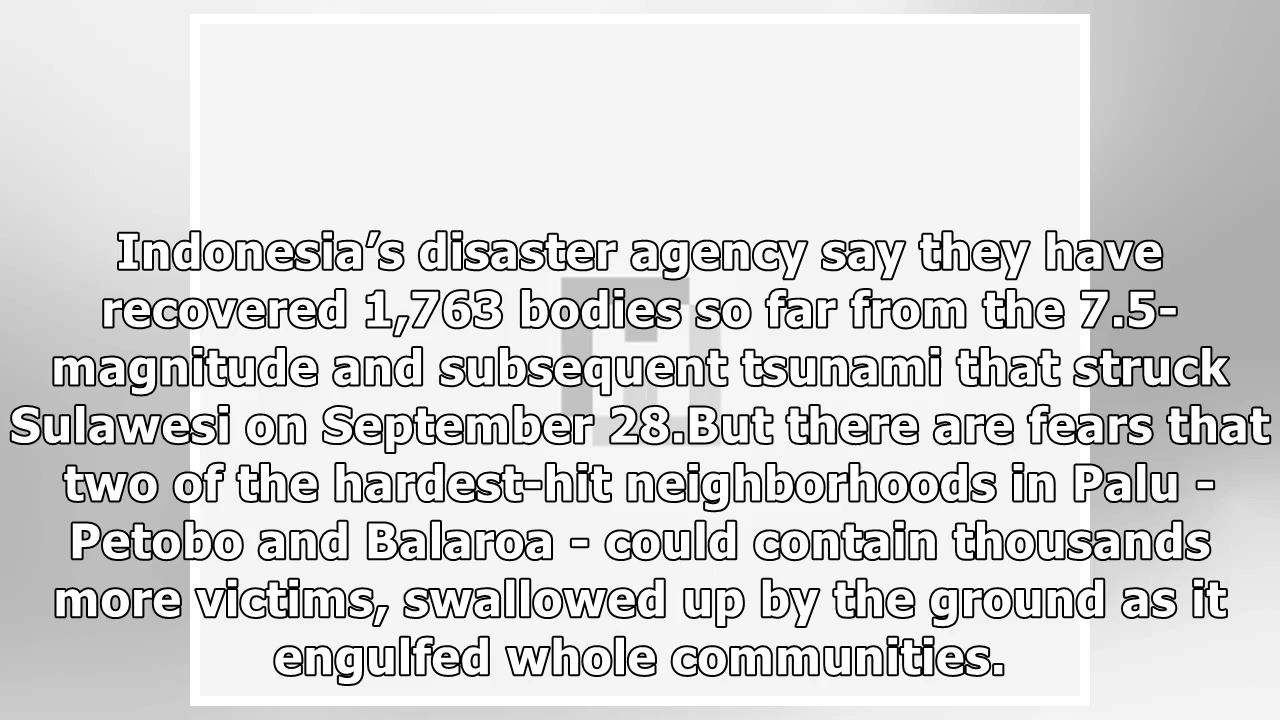 Indonesia’s disaster agency say they have
recovered 1,763 bodies so far from the 7.5-
magnitude and subsequent tsunami that struck
Sulawesi on September 28.But there are fears that
two of the hardest-hit neighborhoods in Palu -
Petobo and Balaroa - could contain thousands
more victims, swallowed up by the ground as it
engulfed whole communities.